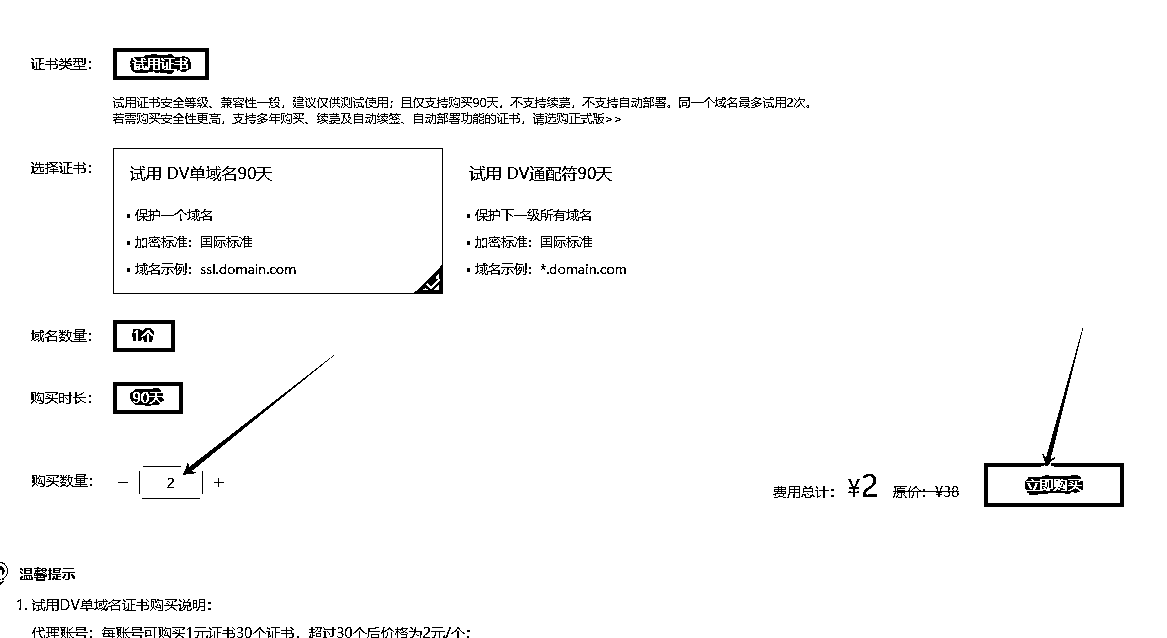 证书类型：
试用证书
试用证书安全等级、兼容性一般，建议仅供测试使用；且仅支持购买90天，不支持续费，不支持自动部署。同一个域名最多试用2次。
若需购买安全性更高，支持多年购买、续费及自动续签、自动部署功能的证书，请选购正式版>>
选择证书：
试用 DV单域名90天
▪ 保护一个域名
▪ 加密标准：国际标准
▪ 域名示例：ssl.domain.com
试用 DV通配符90天
▪ 保护下一级所有域名
▪ 加密标准：国际标准
▪ 域名示例：*.domain.com
域名数量：
1个
购买时长：
90天
购买数量：
− 2 +
费用总计： ¥2 原价：¥38
立即购买
温馨提示
1. 试用DV单域名证书购买说明：
代理账号：每账号可购买1元证书30个证书，超过30个后价格为2元/个；